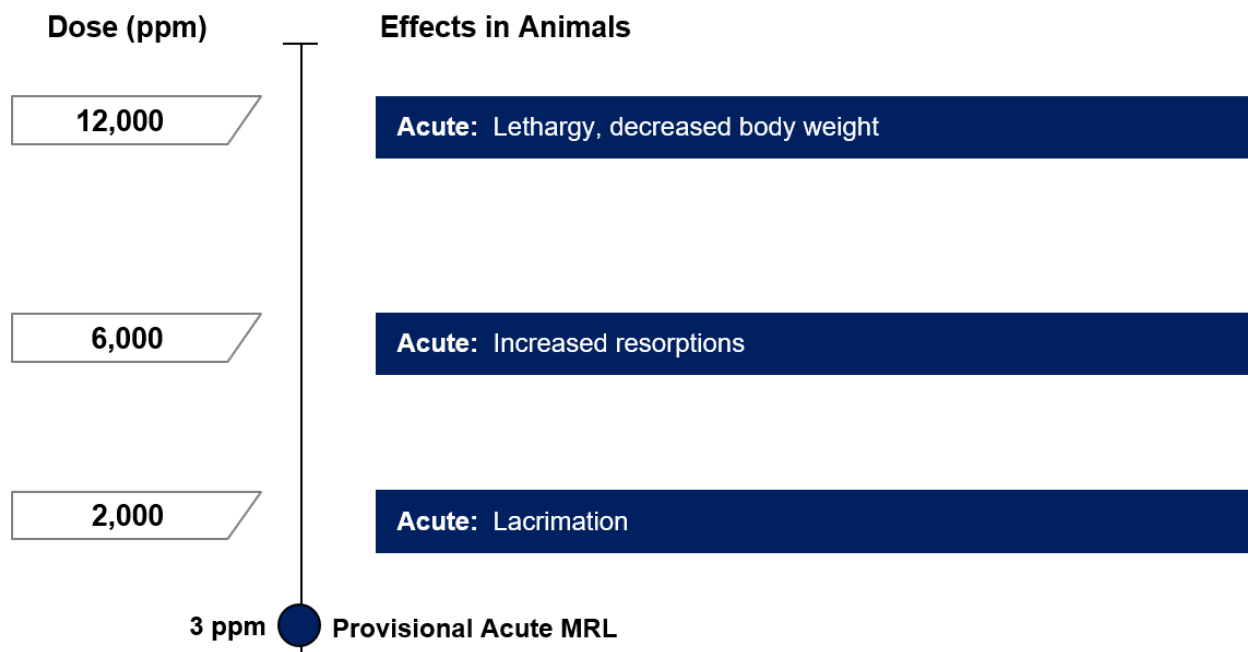 Dose (ppm) Effects in Animals
12,000 Acute: Lethargy, decreased body weight
6,000 Acute: Increased resorptions
2,000 Acute: Lacrimation
3 ppm Provisional Acute MRL